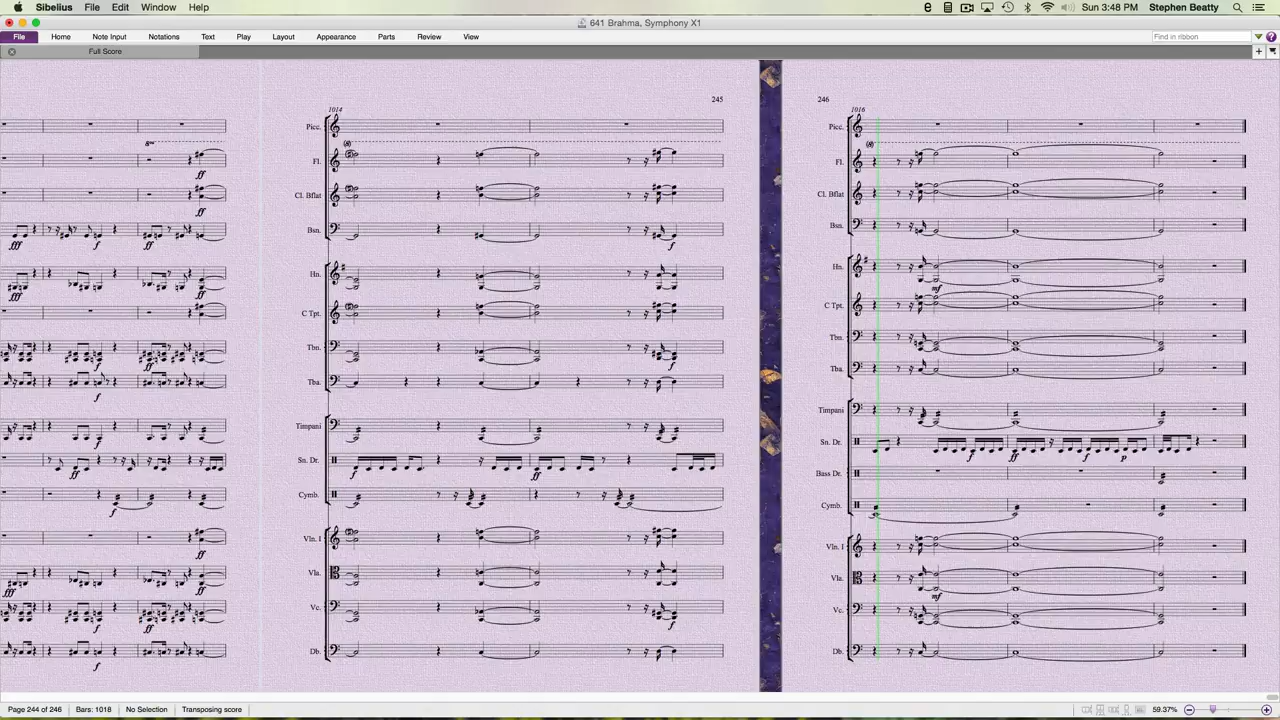 Sibelius File Edit Window Help Sun 3:48 PM Stephen Beatty
641 Brahma, Symphony X1
File Home Note Input Notations Text Play Layout Appearance Parts Review View Find in ribbon
Full Score
245
246
1014
1016
Picc.
Fl.
Cl. Bflat
Bsn.
Hn.
C Tpt.
Tbn.
Tba.
Timpani
Sn. Dr.
Cymb.
Vln. I
Vla.
Vc.
Db.
Picc.
Fl.
Cl. Bflat
Bsn.
Hn.
C Tpt.
Tbn.
Tba.
Timpani
Sn. Dr.
Bass Dr.
Cymb.
Vln. I
Vla.
Vc.
Db.
Page 244 of 246 Bars: 1018 No Selection Transposing score 59.37%